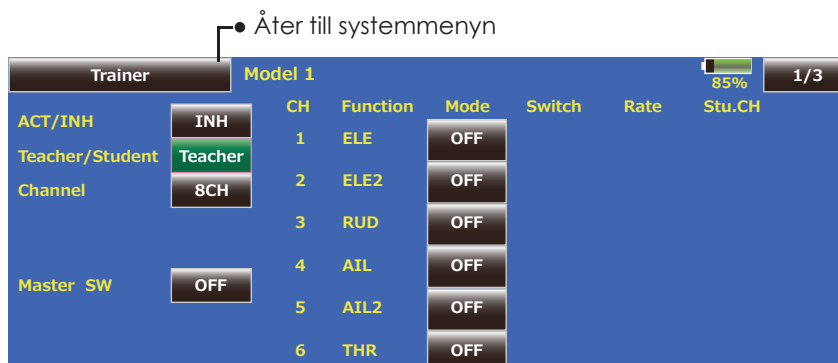 Åter till systemmenyn
Trainer Model 1 85% 1/3
CH Function Mode Switch Rate Stu.CH
ACT/INH INH
1 ELE OFF
Teacher/Student Teacher
2 ELE2 OFF
Channel 8CH
3 RUD OFF
4 AIL OFF
Master SW OFF
5 AIL2 OFF
6 THR OFF